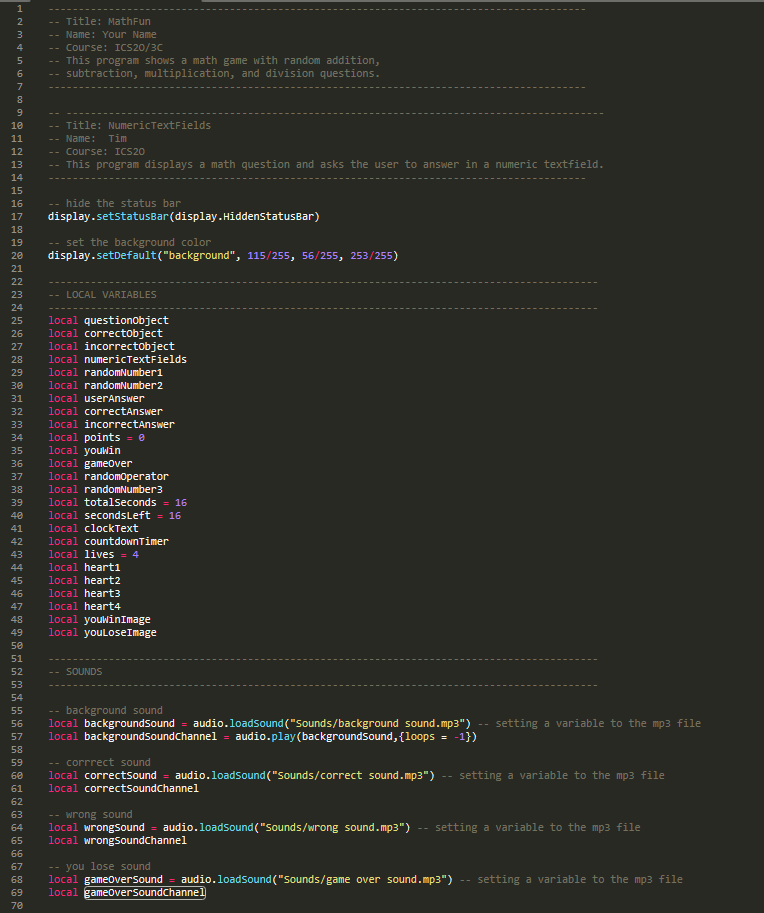 1 -----------------------------------------------------------------------------------------
2 -- Title: MathFun
3 -- Name: Your Name
4 -- Course: ICS2O/3C
5 -- This program shows a math game with random addition,
6 -- subtraction, multiplication, and division questions.
7 -----------------------------------------------------------------------------------------
8
9 -- -----------------------------------------------------------------------------------------
10 -- Title: NumericTextFields
11 -- Name:  Tim
12 -- Course: ICS2O
13 -- This program displays a math question and asks the user to answer in a numeric textfield.
14 -----------------------------------------------------------------------------------------
15
16 -- hide the status bar
17 display.setStatusBar(display.HiddenStatusBar)
18
19 -- set the background color
20 display.setDefault("background", 115/255, 56/255, 253/255)
21
22 -------------------------------------------------------------------------------------------
23 -- LOCAL VARIABLES
24 -------------------------------------------------------------------------------------------
25 local questionObject
26 local correctObject
27 local incorrectObject
28 local numericTextFields
29 local randomNumber1
30 local randomNumber2
31 local userAnswer
32 local correctAnswer
33 local incorrectAnswer
34 local points = 0
35 local youWin
36 local gameOver
37 local randomOperator
38 local randomNumber3
39 local totalSeconds = 16
40 local secondsLeft = 16
41 local clockText
42 local countdownTimer
43 local lives = 4
44 local heart1
45 local heart2
46 local heart3
47 local heart4
48 local youWinImage
49 local youLoseImage
50
51 -------------------------------------------------------------------------------------------
52 -- SOUNDS
53 -------------------------------------------------------------------------------------------
54
55 -- background sound
56 local backgroundSound = audio.loadSound("Sounds/background sound.mp3") -- setting a variable to the mp3 file
57 local backgroundSoundChannel = audio.play(backgroundSound,{loops = -1})
58
59 -- corrrect sound
60 local correctSound = audio.loadSound("Sounds/correct sound.mp3") -- setting a variable to the mp3 file
61 local correctSoundChannel
62
63 -- wrong sound
64 local wrongSound = audio.loadSound("Sounds/wrong sound.mp3") -- setting a variable to the mp3 file
65 local wrongSoundChannel
66
67 -- you lose sound
68 local gameOverSound = audio.loadSound("Sounds/game over sound.mp3") -- setting a variable to the mp3 file
69 local gameOverSoundChannel
70